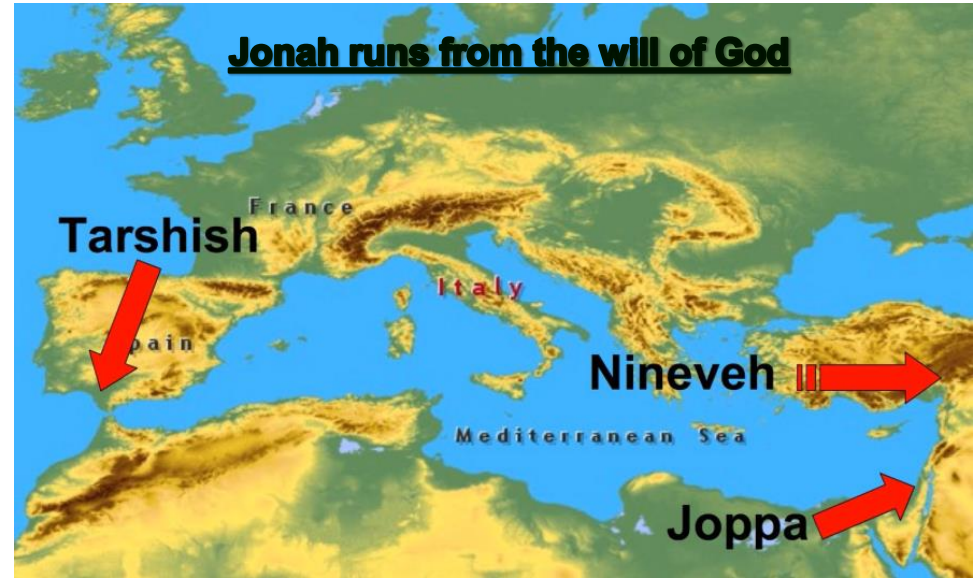 Jonah runs from the will of God
France
Tarshish
Italy
pain
Nineveh
Mediterranean Sea
Joppa